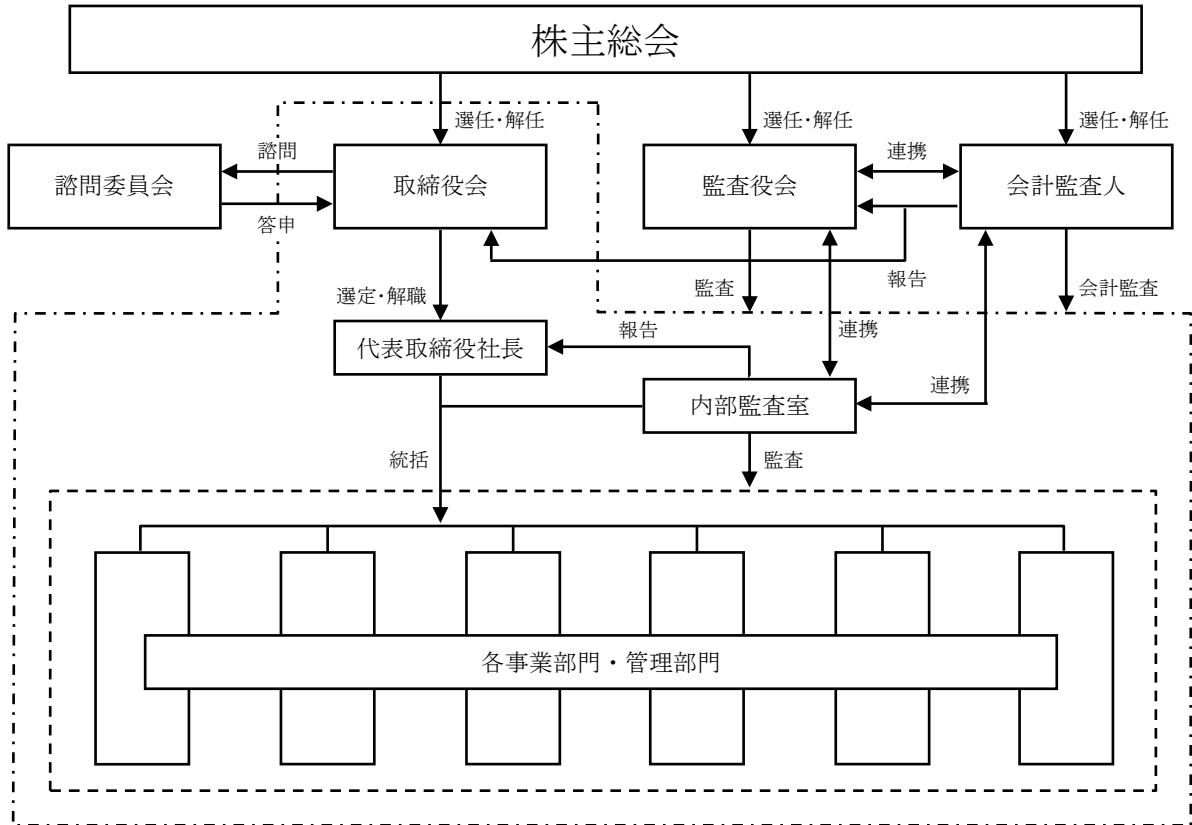 株主総会
選任・解任
選任・解任
選任・解任
諮問委員会
諮問
答申
取締役会
監査役会
連携
会計監査人
報告
選定・解職
監査
会計監査
代表取締役社長
報告
連携
内部監査室
連携
統括
監査
各事業部門・管理部門